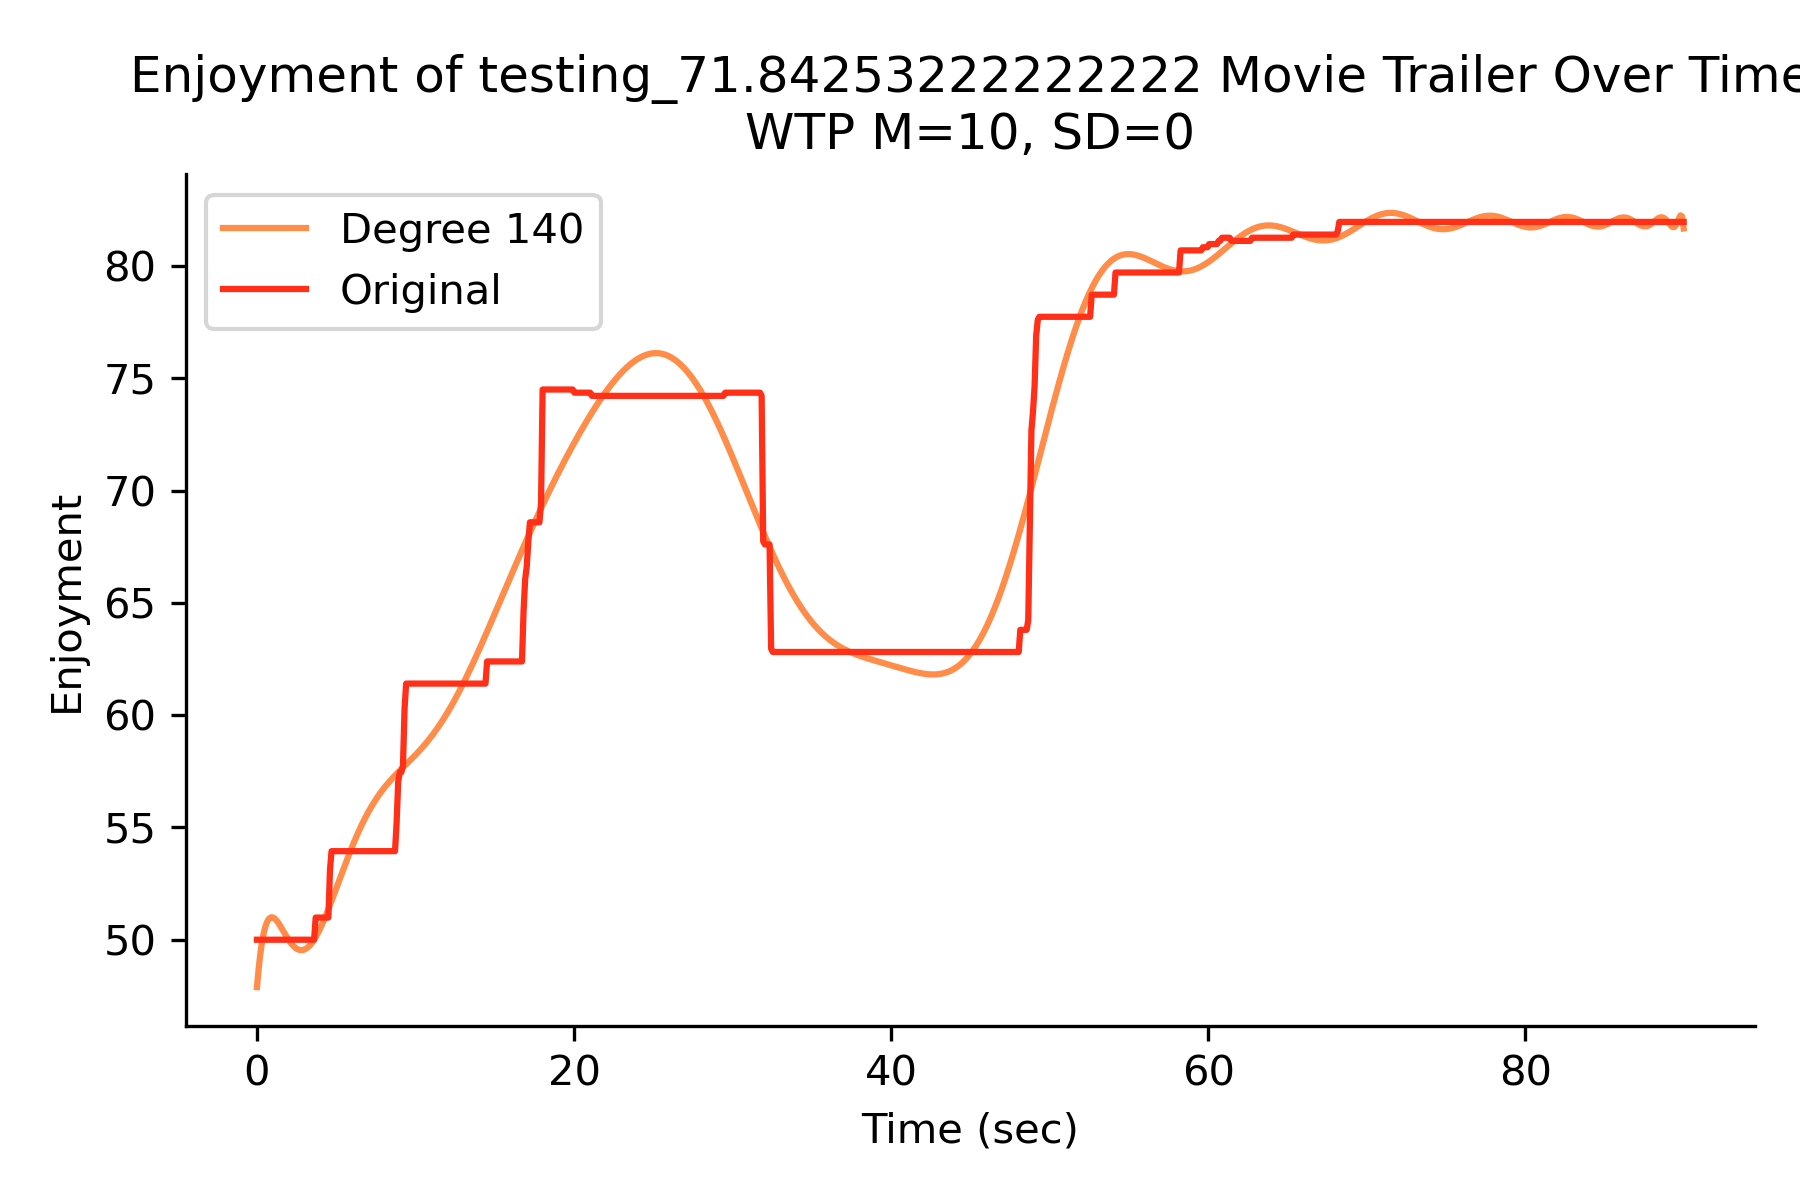 Enjoyment of testing_71.84253222222222 Movie Trailer Over Time
WTP M=10, SD=0
Degree 140
Original
80
75
70
65
60
55
50
Enjoyment
0 20 40 60 80
Time (sec)